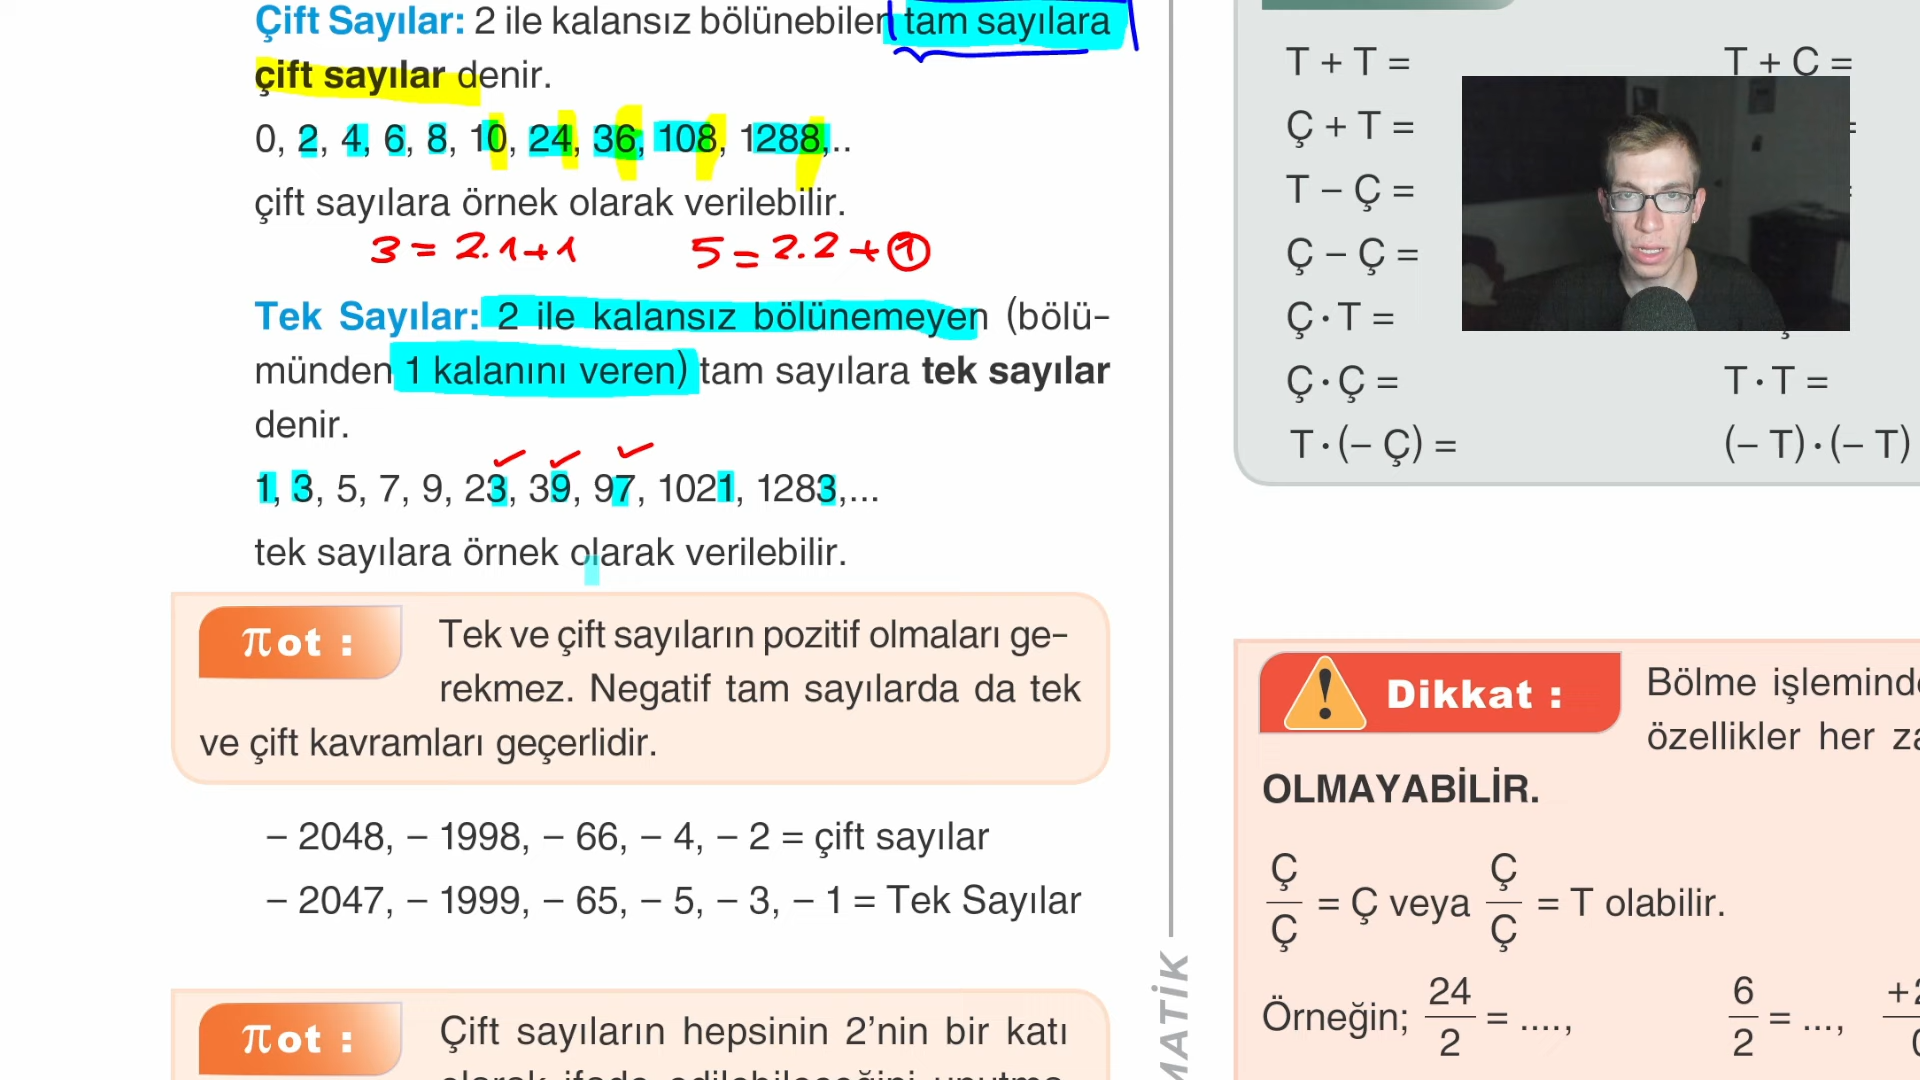 Çift Sayılar: 2 ile kalansız bölünebilen tam sayılara
çift sayılar denir.
0, 2, 4, 6, 8, 10, 24, 36, 108, 1288,..
çift sayılara örnek olarak verilebilir.
3 = 2.1+1 5 = 2.2 + 1
Tek Sayılar: 2 ile kalansız bölünemeyen (bölü-
münden 1 kalanını veren) tam sayılara tek sayılar
denir.
1, 3, 5, 7, 9, 23, 39, 97, 1021, 1283,...
tek sayılara örnek olarak verilebilir.
πot : Tek ve çift sayıların pozitif olmaları ge-
rekmez. Negatif tam sayılarda da tek
ve çift kavramları geçerlidir.
– 2048, – 1998, – 66, – 4, – 2 = çift sayılar
– 2047, – 1999, – 65, – 5, – 3, – 1 = Tek Sayılar
πot : Çift sayıların hepsinin 2’nin bir katı
MATİK
T + T = T + Ç =
Ç + T =
T – Ç =
Ç – Ç =
Ç · T =
Ç · Ç = T · T =
T · (– Ç) = (– T) · (– T)
Dikkat : Bölme işleminde
özellikler her za
OLMAYABİLİR.
Ç/Ç = Ç veya Ç/Ç = T olabilir.
Örneğin; 24/2 = ...., 6/2 = ...,